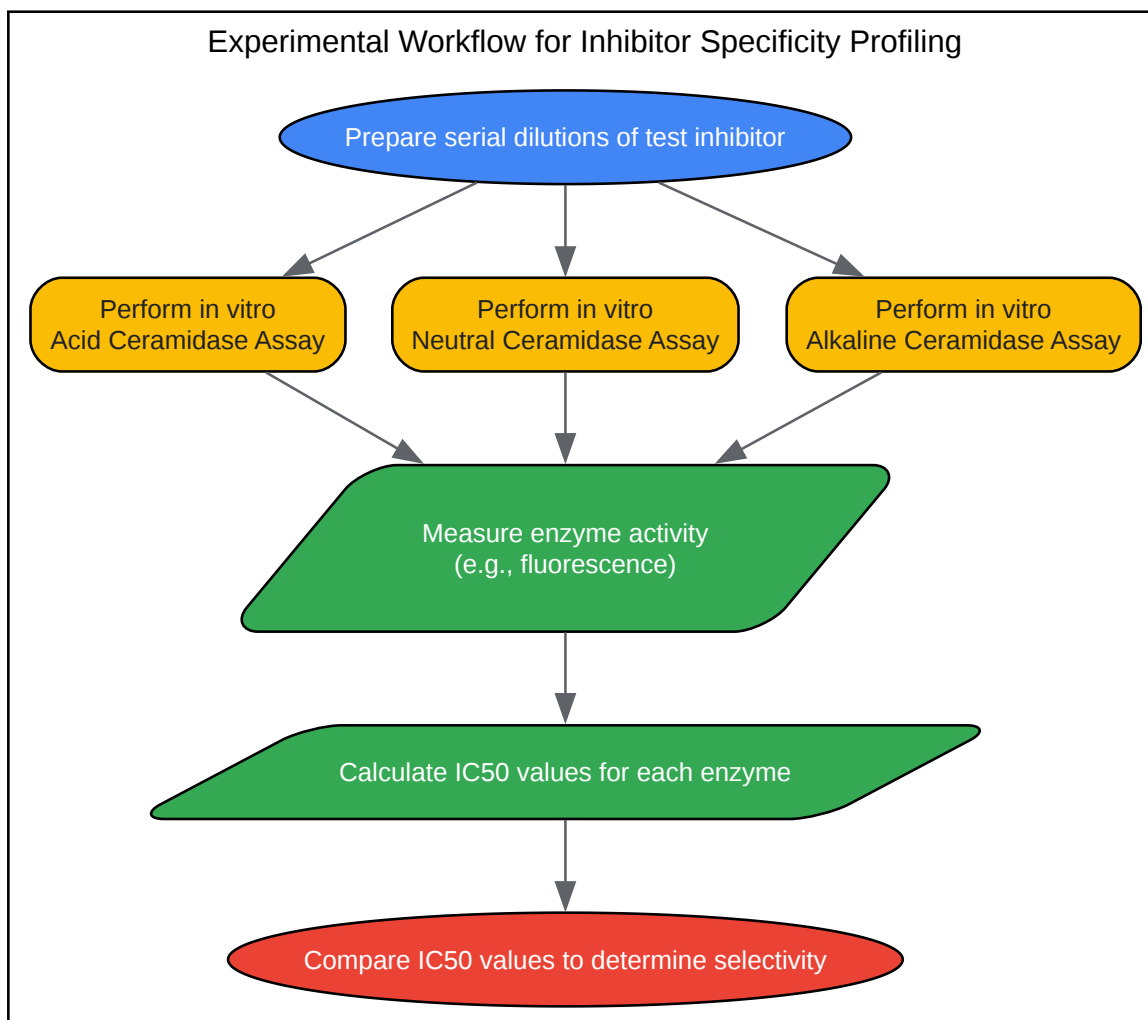 Experimental Workflow for Inhibitor Specificity Profiling
Prepare serial dilutions of test inhibitor
Perform in vitro
Acid Ceramidase Assay
Perform in vitro
Neutral Ceramidase Assay
Perform in vitro
Alkaline Ceramidase Assay
Measure enzyme activity
(e.g., fluorescence)
Calculate IC50 values for each enzyme
Compare IC50 values to determine selectivity